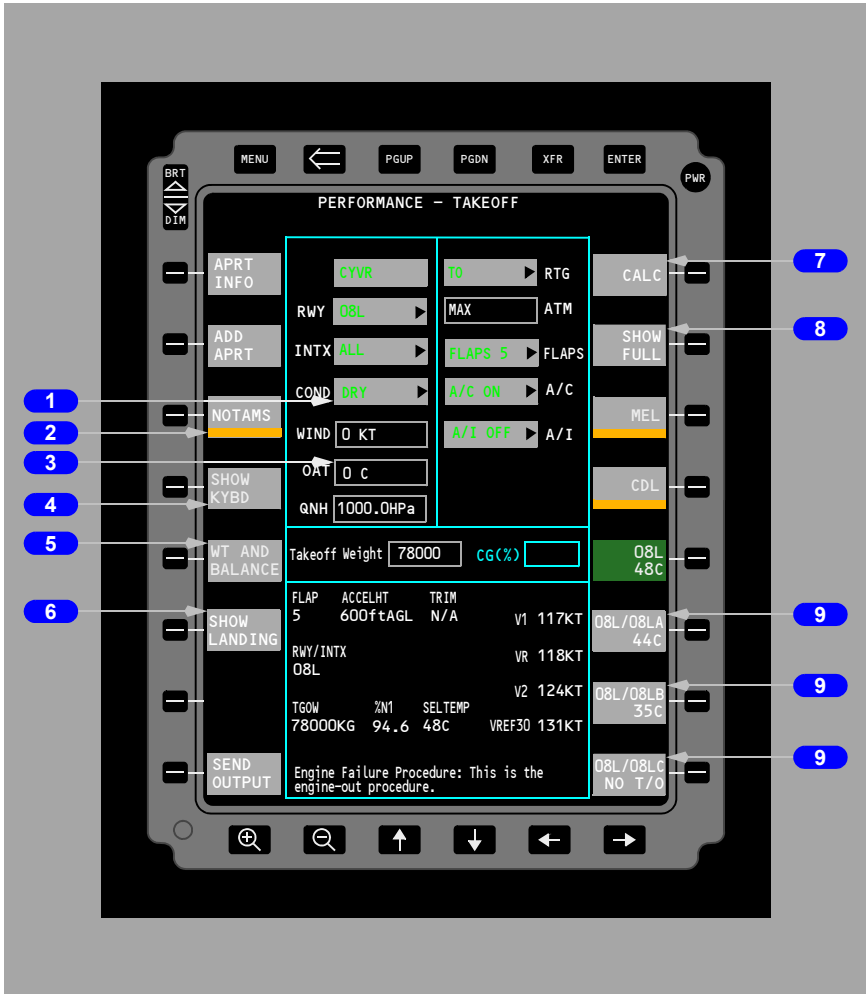 MENU
PGUP
PGDN
XFR
ENTER
BRT
DIM
PWR
PERFORMANCE – TAKEOFF
APRT
INFO
ADD
APRT
NOTAMS
SHOW
KYBD
WT AND
BALANCE
SHOW
LANDING
SEND
OUTPUT
CYVR
RWY 08L
INTX ALL
COND DRY
WIND 0 KT
OAT 0 C
QNH 1000.0HPa
TO RTG
MAX ATM
FLAPS 5 FLAPS
A/C ON A/C
A/I OFF A/I
Takeoff Weight 78000 CG(%)
FLAP ACCELHT TRIM
5 600ftAGL N/A
V1 117KT
RWY/INTX
08L
VR 118KT
V2 124KT
TGOW %N1 SELTEMP
78000KG 94.6 48C
VREF30 131KT
Engine Failure Procedure: This is the
engine-out procedure.
CALC
SHOW
FULL
MEL
CDL
08L
48C
08L/08LA
44C
08L/08LB
35C
08L/08LC
NO T/O
1
2
3
4
5
6
7
8
9
9
9